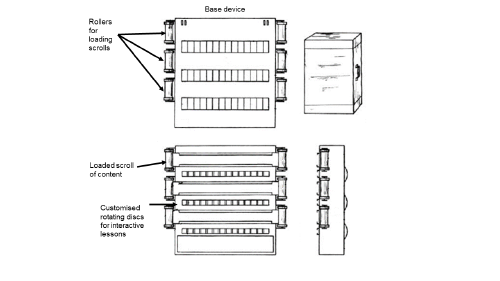 Base device
Rollers
for
loading
scrolls
Loaded scroll
of content
Customised
rotating discs
for interactive
lessons